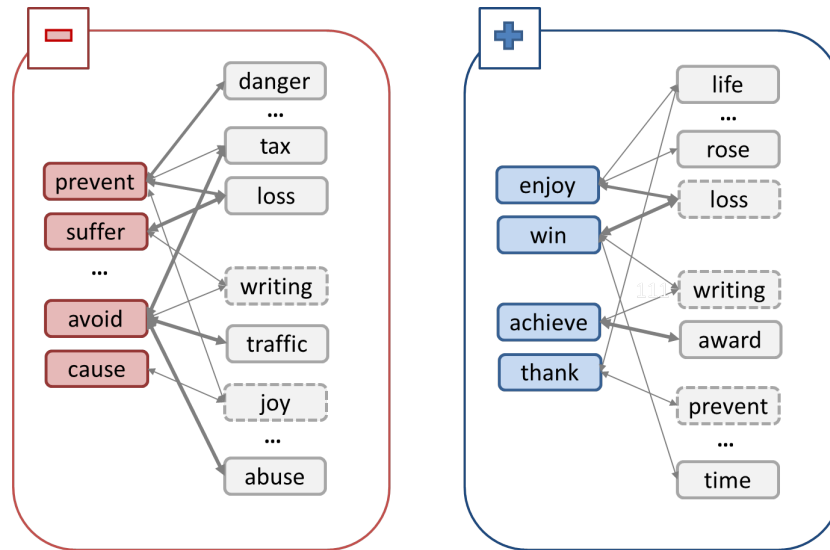 danger
...
tax
prevent
loss
suffer
...
writing
avoid
traffic
cause
joy
...
abuse
life
...
rose
enjoy
loss
win
writing
achieve
award
thank
prevent
...
time